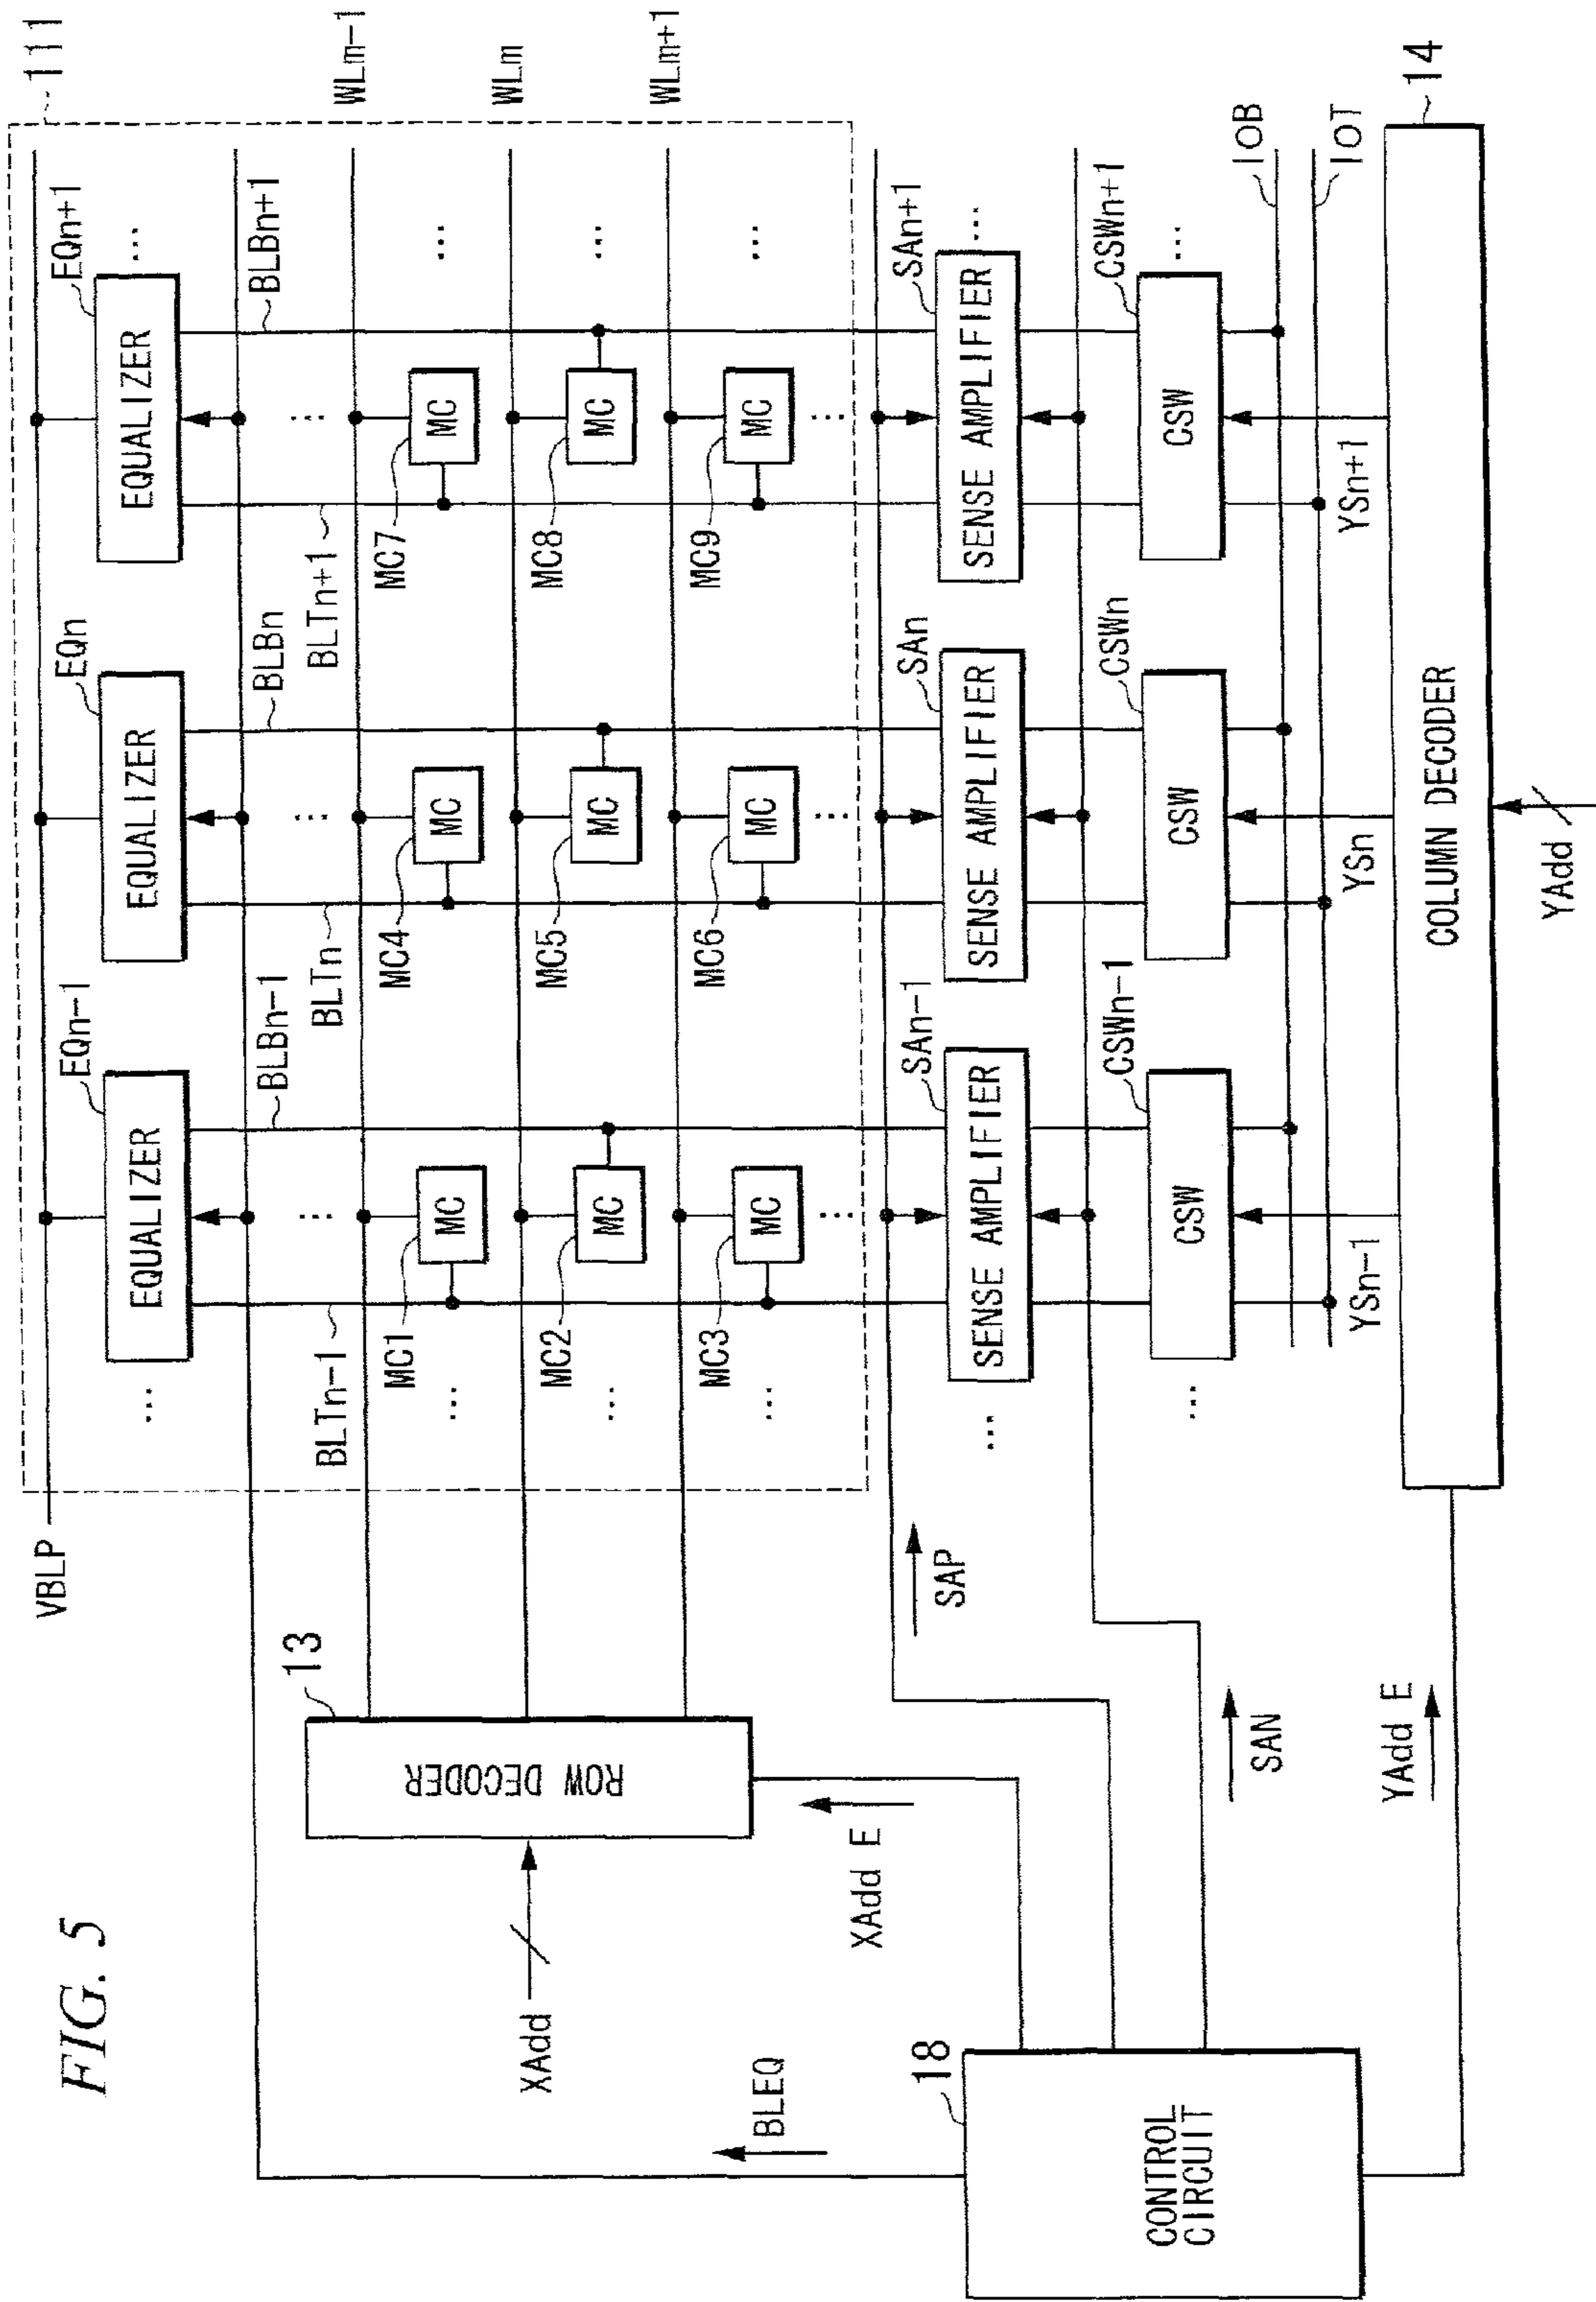 FIG. 5
111
VBLP
EQn-1
EQn
EQn+1
EQUALIZER
EQUALIZER
EQUALIZER
...
...
BLBn-1
BLBn
BLBn+1
...
...
...
WLm-1
WLm
WLm+1
BLTn-1
BLTn
BLTn+1
MC1
MC
MC4
MC
MC7
MC
...
...
MC2
MC
MC5
MC
MC8
MC
...
...
MC3
MC
MC6
MC
MC9
MC
...
...
...
...
...
13
ROW DECODER
XAdd
XAdd E
BLEQ
SAP
SAN
YAdd E
18
CONTROL
CIRCUIT
SAn-1
SAn
SAn+1
SENSE AMPLIFIER
SENSE AMPLIFIER
SENSE AMPLIFIER
...
...
CSWn-1
CSWn
CSWn+1
CSW
CSW
CSW
...
...
IOB
IOT
YSn-1
YSn
YSn+1
14
COLUMN DECODER
YAdd